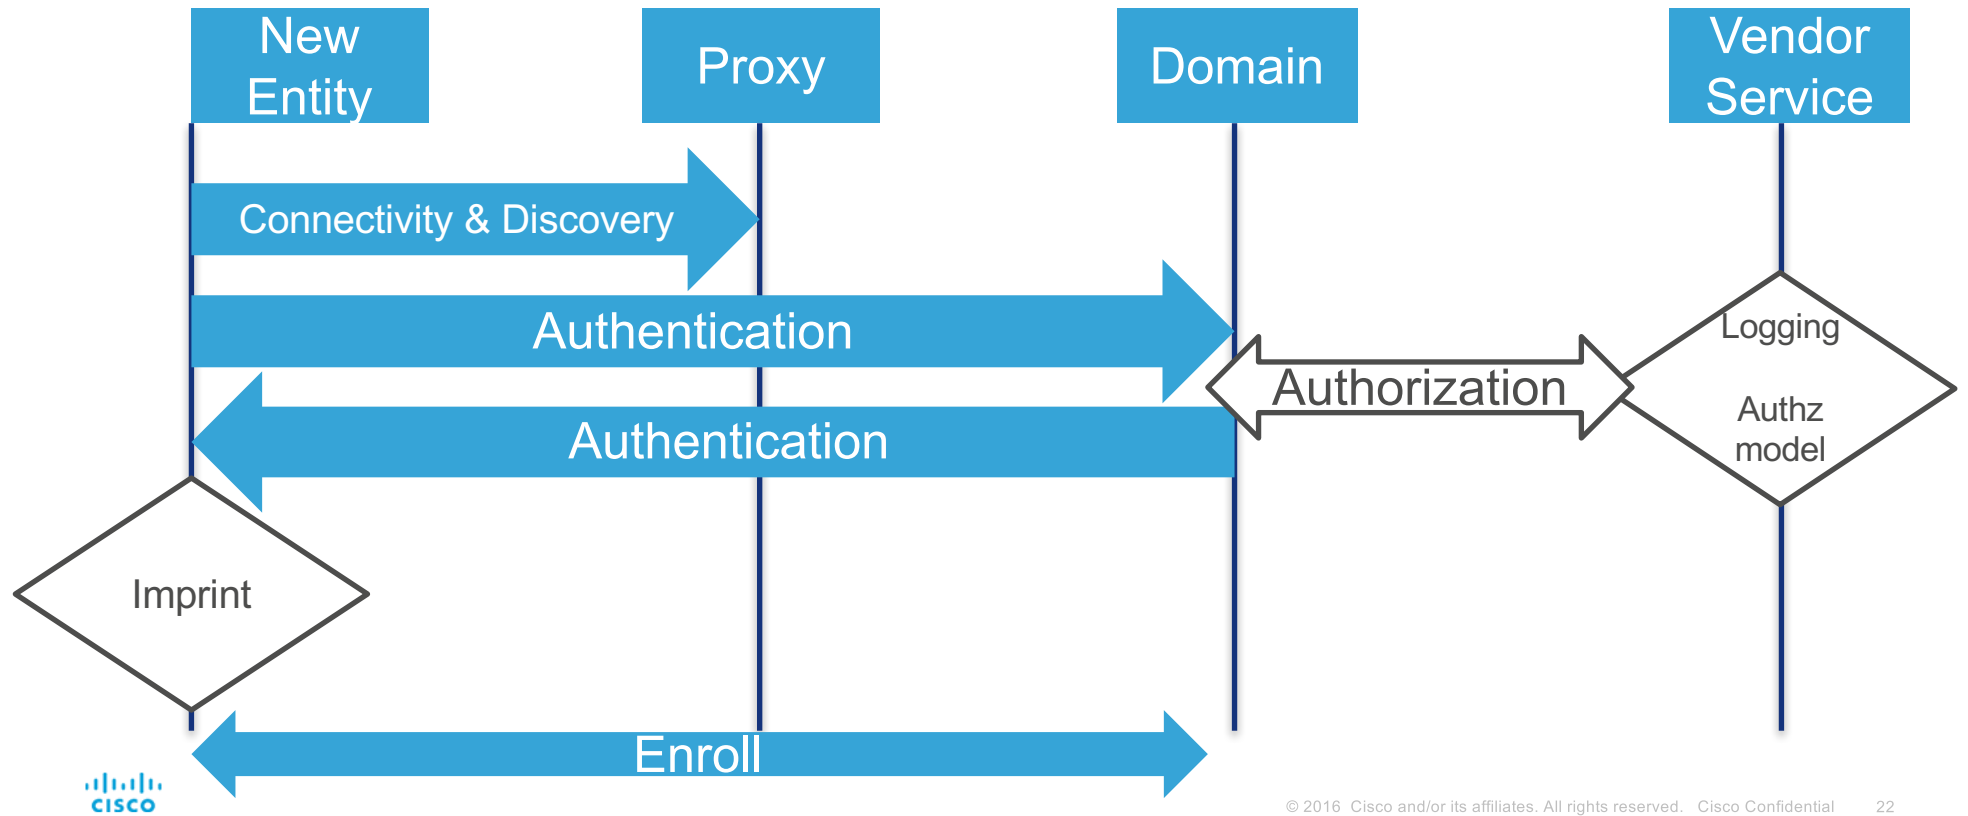 New
Entity
Proxy
Domain
Vendor
Service
Connectivity & Discovery
Authentication
Logging
Authorization
Authz
model
Authentication
Imprint
Enroll
CISCO
© 2016 Cisco and/or its affiliates. All rights reserved. Cisco Confidential 22